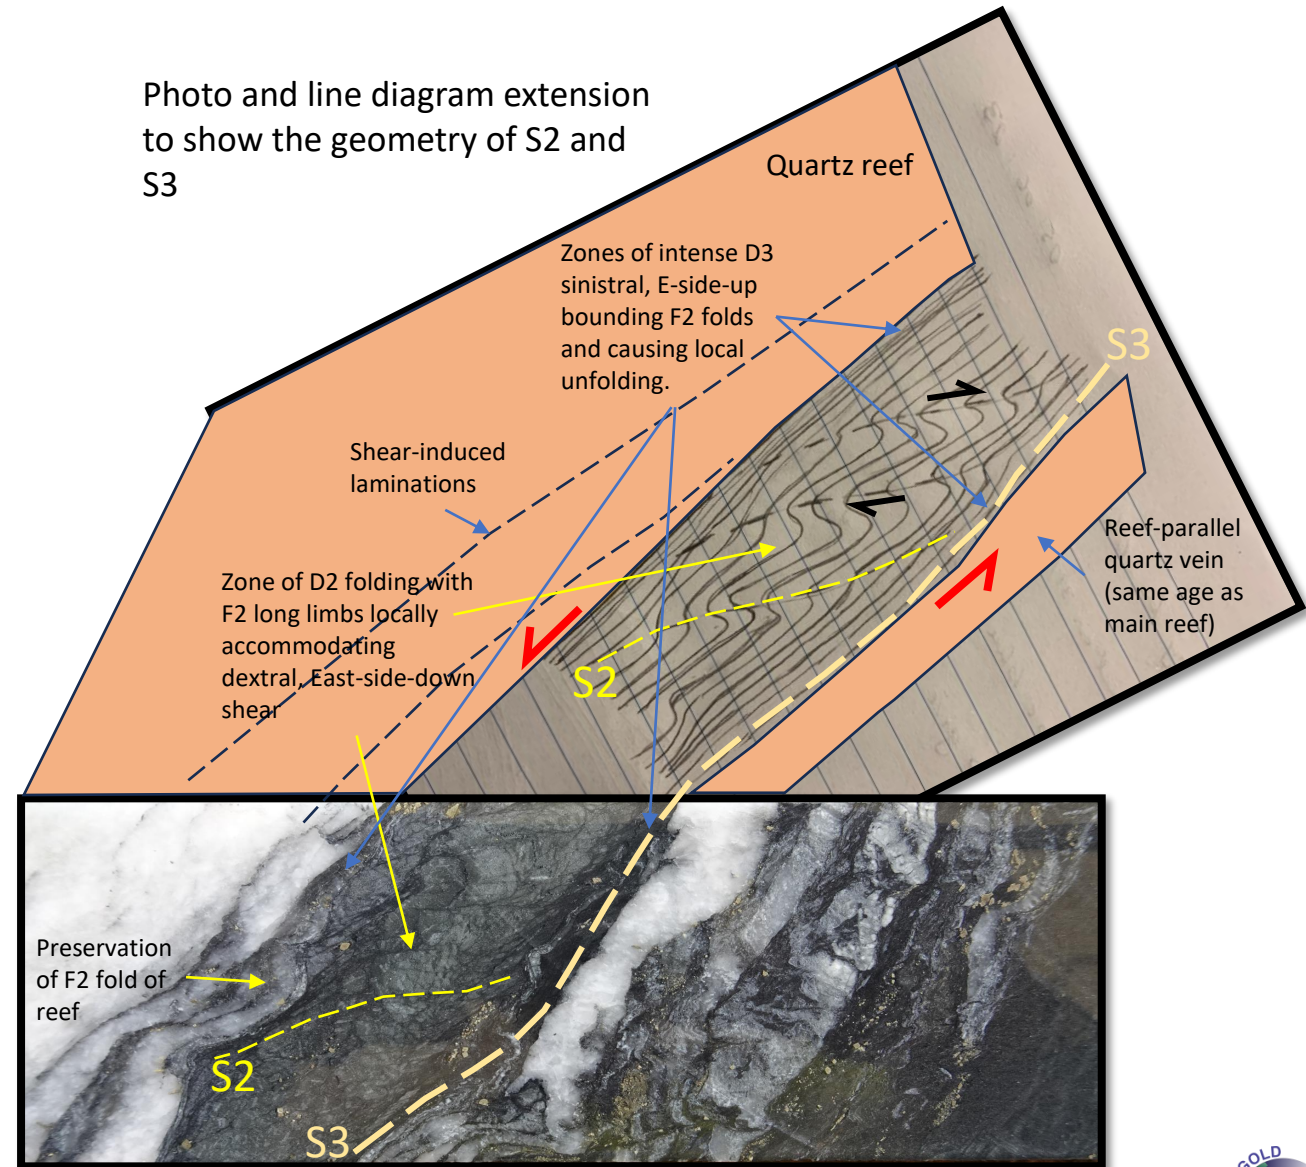 Photo and line diagram extension
to show the geometry of S2 and
S3
Quartz reef
Zones of intense D3
sinistral, E-side-up
bounding F2 folds
and causing local
unfolding.
S3
Shear-induced
laminations
Reef-parallel
quartz vein
(same age as
main reef)
Zone of D2 folding with
F2 long limbs locally
accommodating
dextral, East-side-down
shear
S2
Preservation
of F2 fold of
reef
S2
S3
GOLD